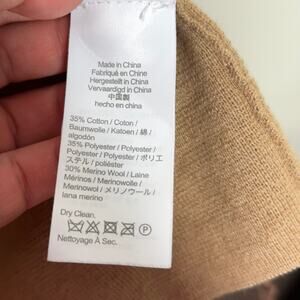 Made in China
Fabriqué en Chine
Hergestellt in China
Vervaardigd in China
中国製
hecho en china
35% Cotton / Coton /
Baumwolle / Katoen / 綿 /
algodón
35% Polyester / Polyester /
Polyester / Polyester / ポリエ
ステル / poliéster
30% Merino Wool / Laine
Mérinos / Merinowolle /
Merinowol / メリノウール /
lana merino
Dry Clean.
P
Nettoyage À Sec.